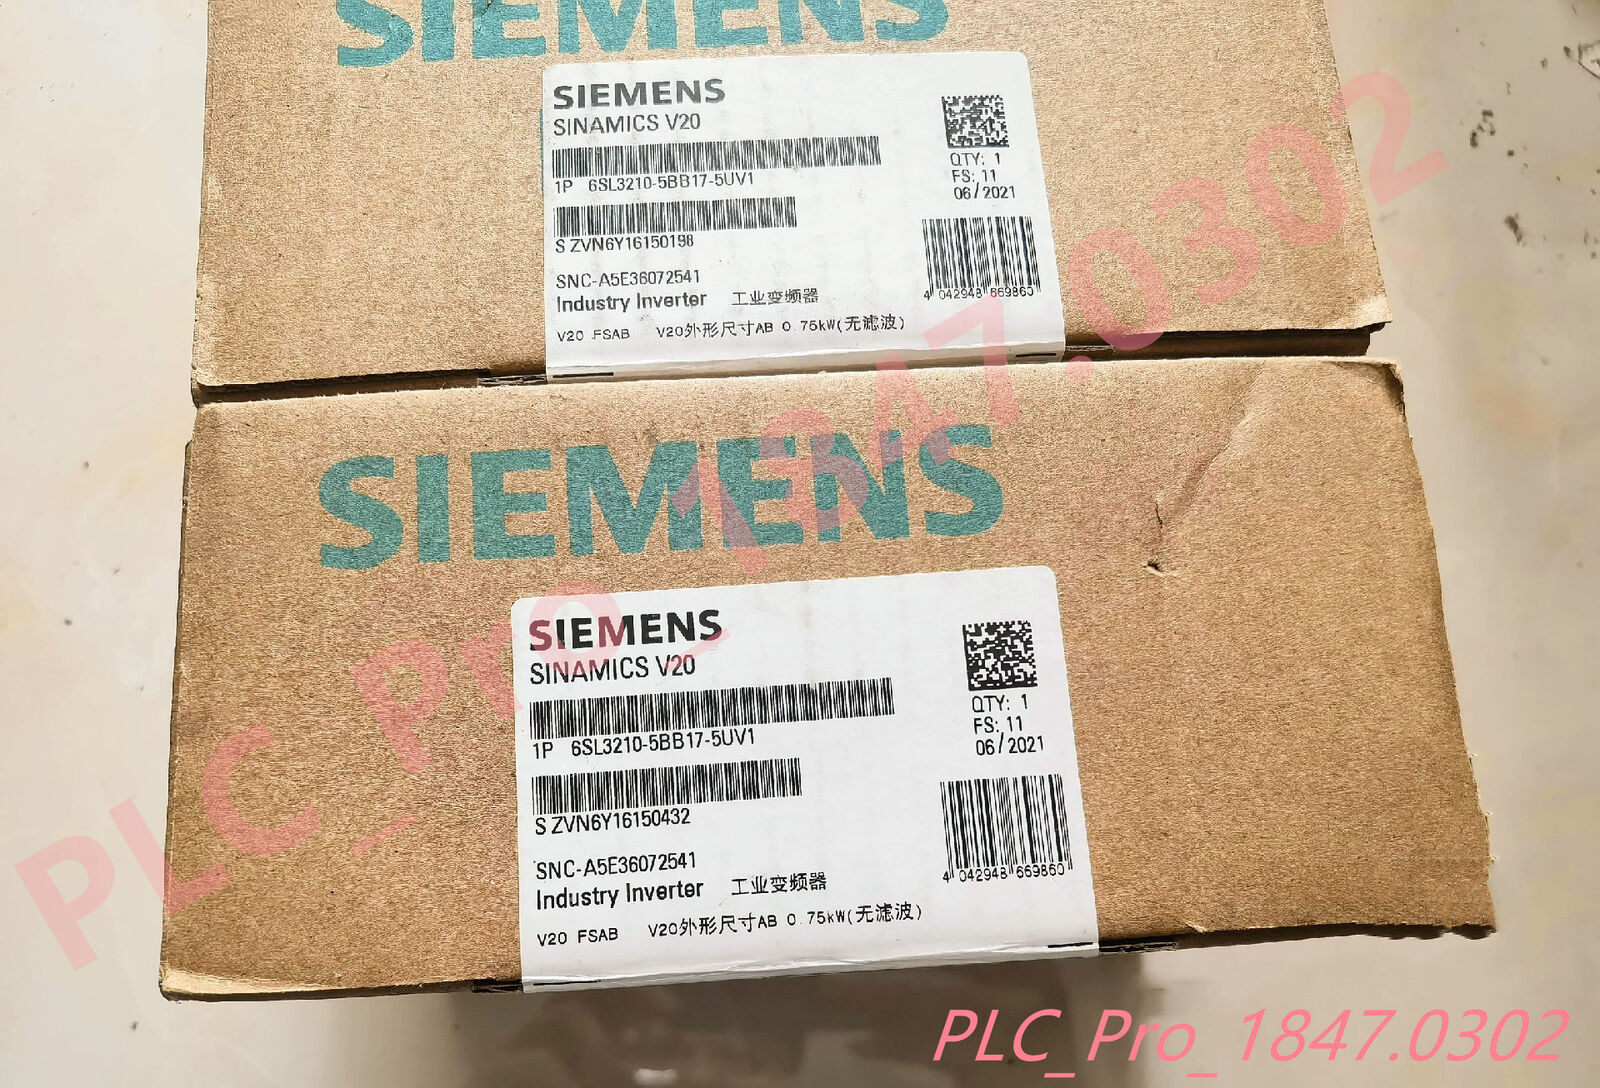 SIEMENS
SIEMENS
SINAMICS V20
1P 6SL3210-5BB17-5UV1
S ZVN6Y16150198
SNC-A5E36072541
Industry Inverter 工业变频器
V20 FSAB V20外形尺寸AB 0.75kW(无滤波)
QTY: 1
FS: 11
06/2021
4 042948 669860
SIEMENS
SIEMENS
SINAMICS V20
1P 6SL3210-5BB17-5UV1
S ZVN6Y16150432
SNC-A5E36072541
Industry Inverter 工业变频器
V20 FSAB V20外形尺寸AB 0.75kW(无滤波)
QTY: 1
FS: 11
06/2021
4 042948 669860
PLC_Pro_1847.0302
PLC_Pro_1847.0302